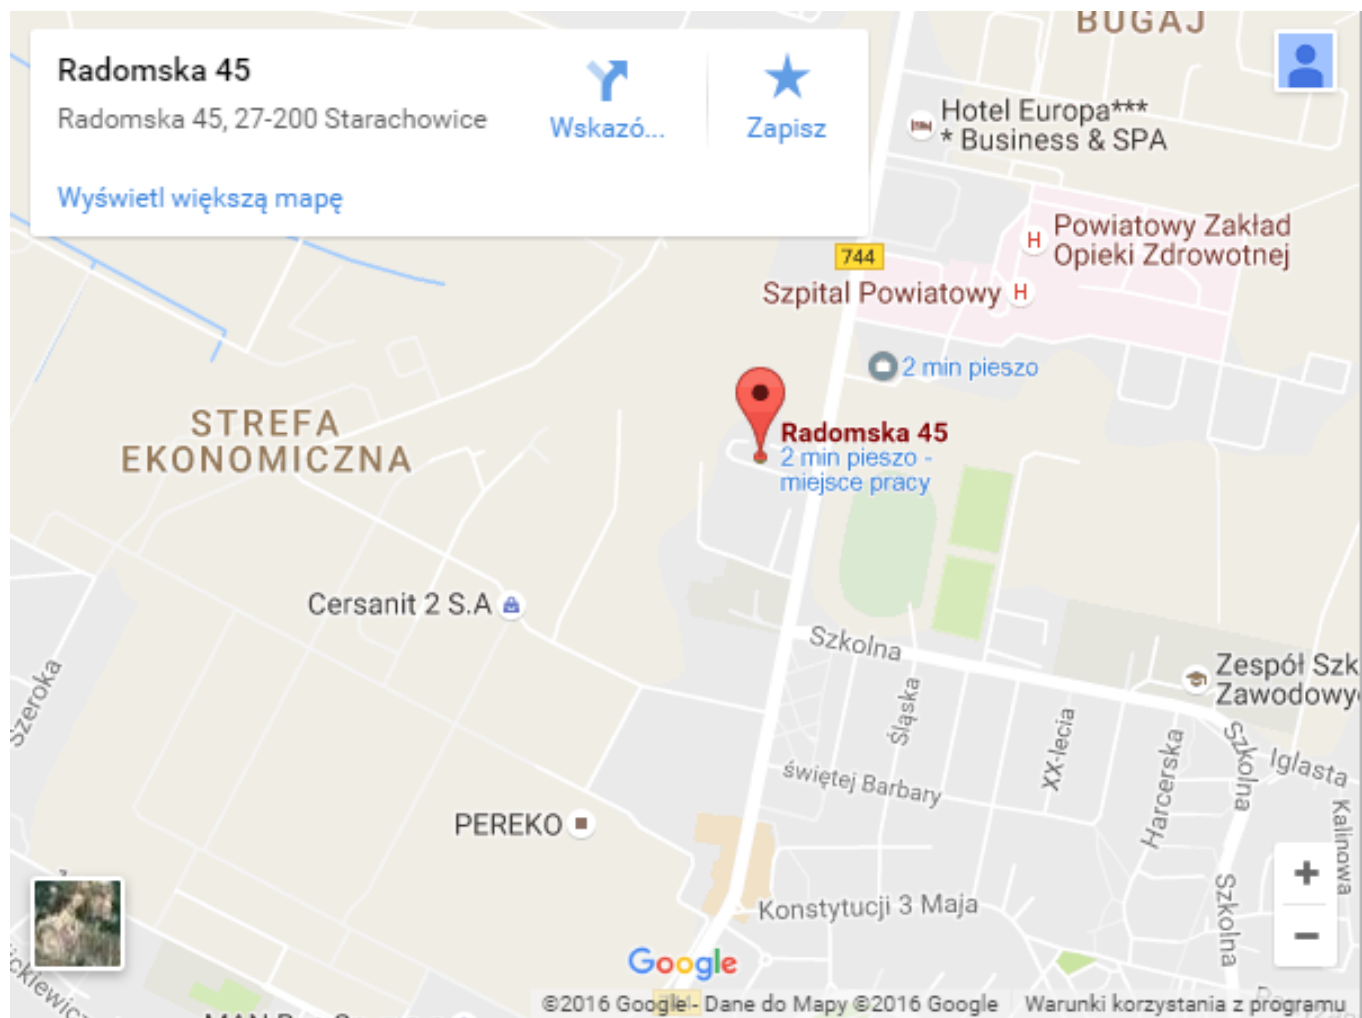 BUGAJ
Radomska 45
Radomska 45, 27-200 Starachowice
Wskazó...
Zapisz
Wyświetl większą mapę
Hotel Europa***
* Business & SPA
Powiatowy Zakład
Opieki Zdrowotnej
744
Szpital Powiatowy
H
H
2 min pieszo
STREFA
EKONOMICZNA
Radomska 45
2 min pieszo -
miejsce pracy
Cersanit 2 S.A
Szkolna
Zespół Szk
Zawodowy
Szeroka
Śląska
XX-lecia
Harcerska
Szkolna
Iglasta
świętej Barbary
Kalinowa
PEREKO
+
Konstytucji 3 Maja
Szkolna
−
Google
©2016 Google - Dane do Mapy ©2016 Google
Warunki korzystania z programu